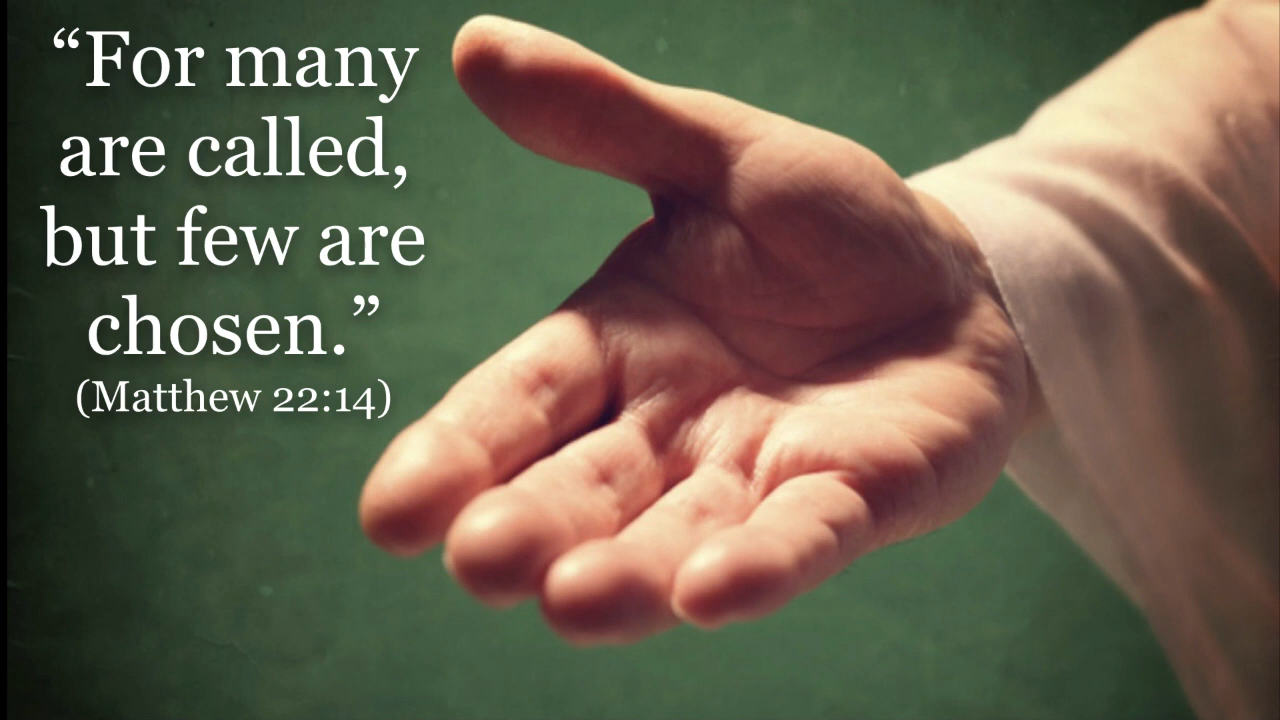 “For many
are called,
but few are
chosen.”
(Matthew 22:14)